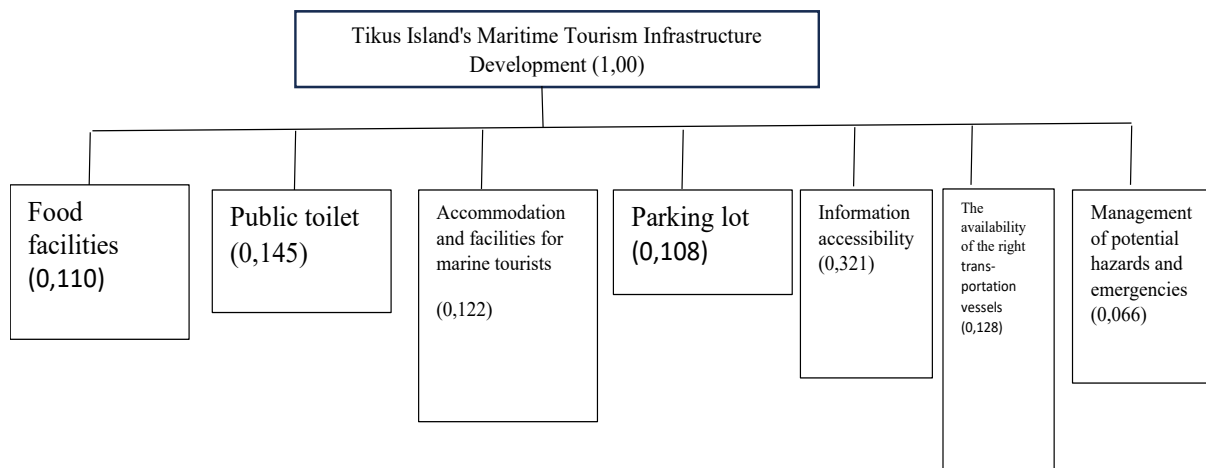 Tikus Island's Maritime Tourism Infrastructure
Development (1,00)
Food
facilities
(0,110)
Public toilet
(0,145)
Accommodation
and facilities for
marine tourists
(0,122)
Parking lot
(0,108)
Information
accessibility
(0,321)
The
availability
of the right
trans-
portation
vessels
(0,128)
Management
of potential
hazards and
emergencies
(0,066)